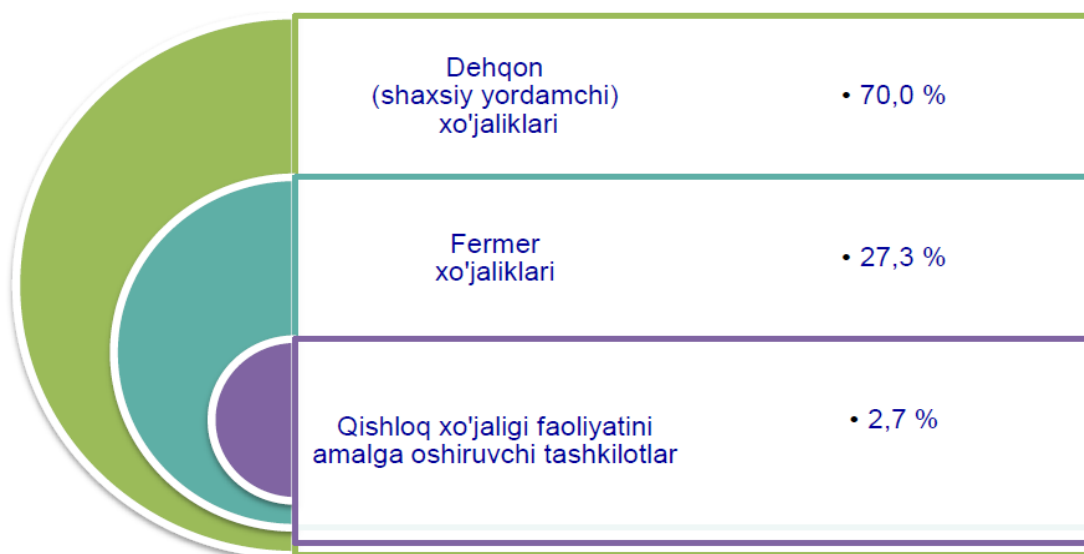 Dehqon
(shaxsiy yordamchi)
xo'jaliklari
• 70,0 %
Fermer
xo'jaliklari
• 27,3 %
Qishloq xo'jaligi faoliyatini
amalga oshiruvchi tashkilotlar
• 2,7 %